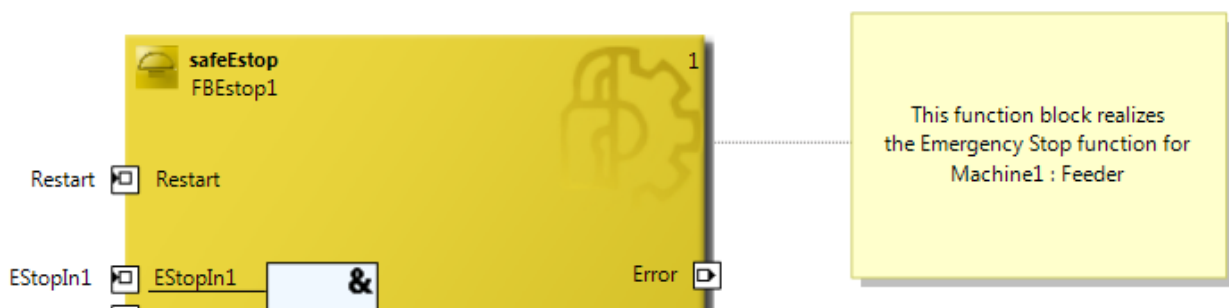 safeEstop
1
FBEstop1
This function block realizes
the Emergency Stop function for
Machine1 : Feeder
Restart
Restart
EStopIn1
EStopIn1
&
Error